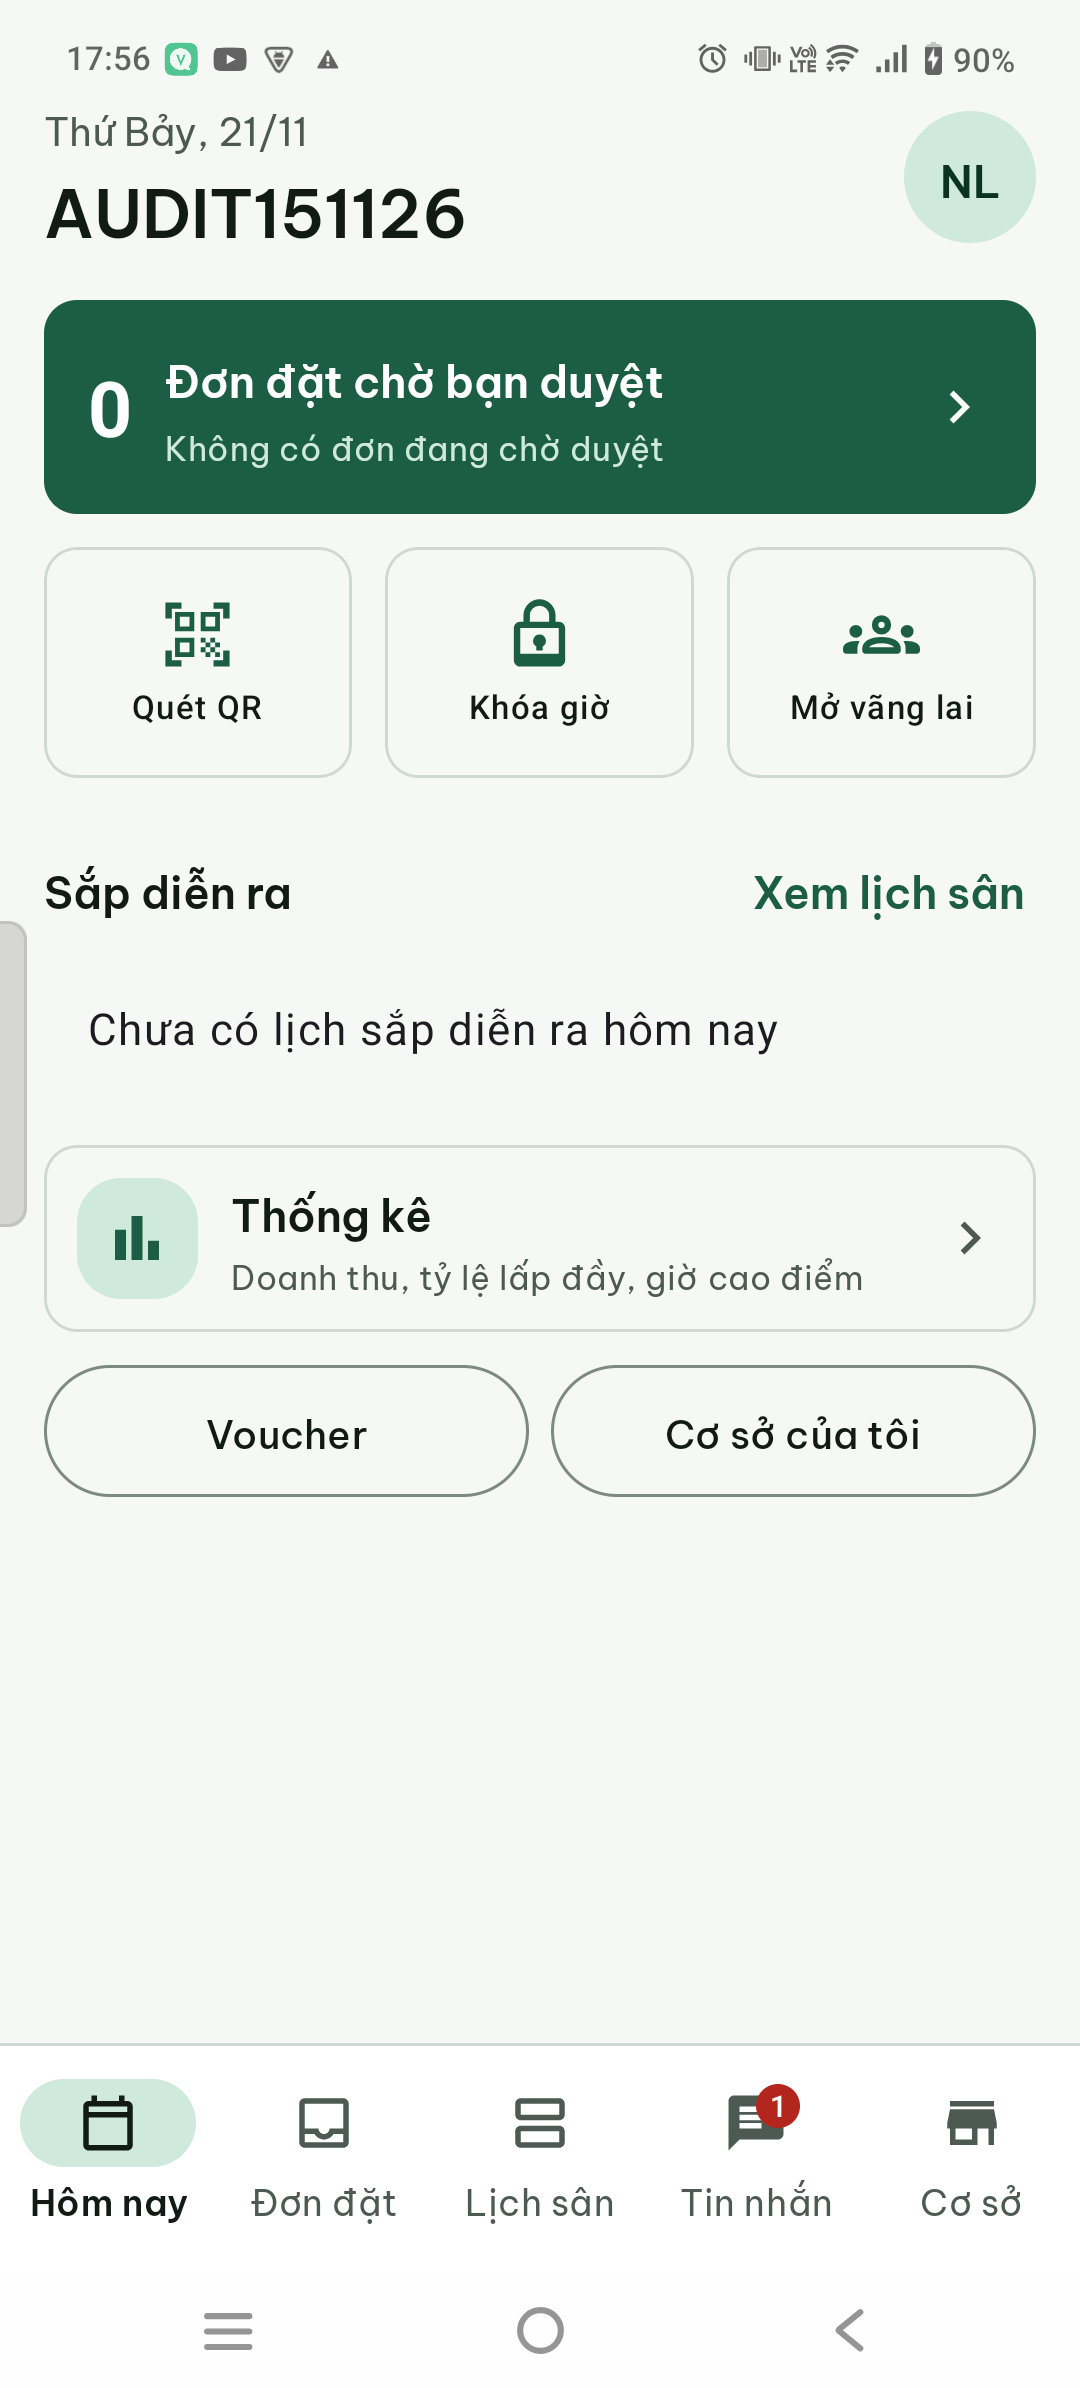 17:56 90%
Thứ Bảy, 21/11
AUDIT151126
NL
0
Đơn đặt chờ bạn duyệt
Không có đơn đang chờ duyệt
Quét QR
Khóa giờ
Mở vãng lai
Sắp diễn ra
Xem lịch sân
Chưa có lịch sắp diễn ra hôm nay
Thống kê
Doanh thu, tỷ lệ lấp đầy, giờ cao điểm
Voucher
Cơ sở của tôi
1
Hôm nay
Đơn đặt
Lịch sân
Tin nhắn
Cơ sở